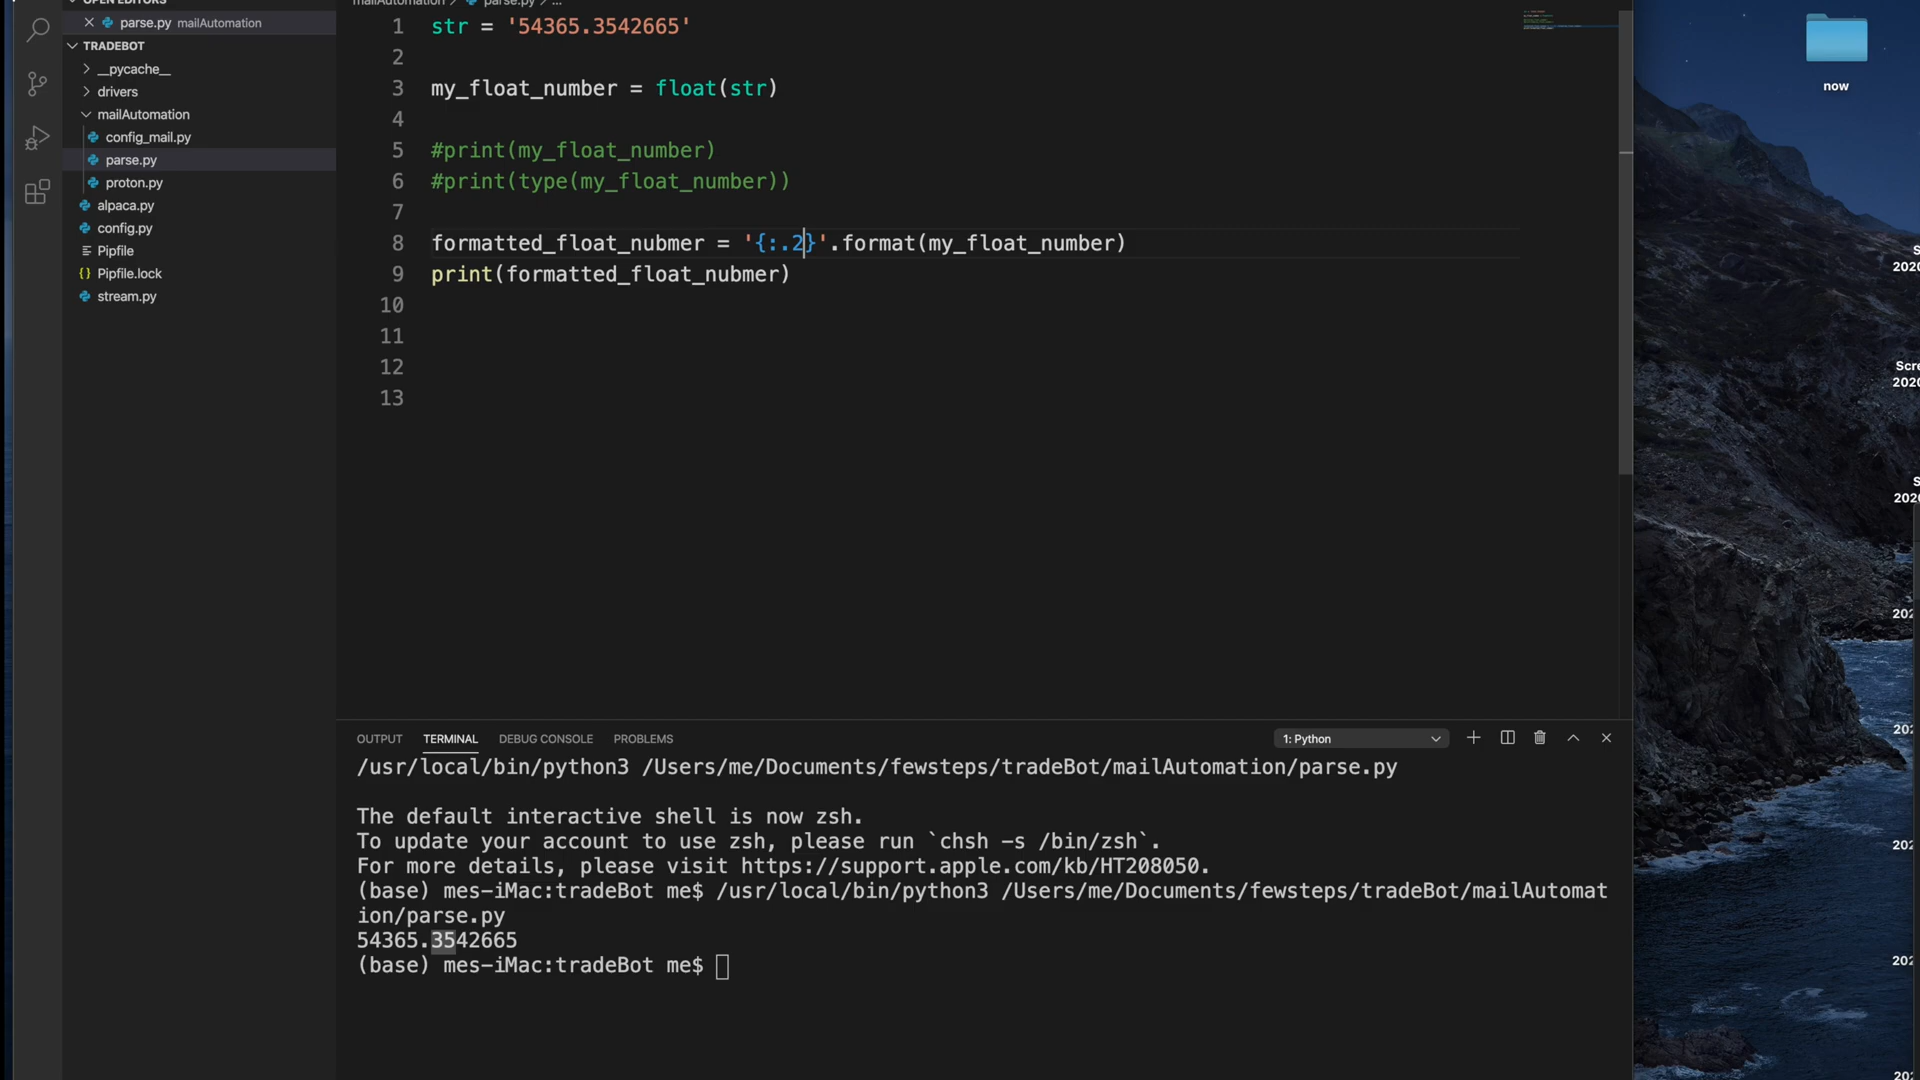 OPEN EDITORS
parse.py mailAutomation
TRADEBOT
__pycache__
drivers
mailAutomation
config_mail.py
parse.py
proton.py
alpaca.py
config.py
Pipfile
Pipfile.lock
stream.py
mailAutomation > parse.py > ...
1 str = '54365.3542665'
2
3 my_float_number = float(str)
4
5 #print(my_float_number)
6 #print(type(my_float_number))
7
8 formatted_float_nubmer = '{:.2}'.format(my_float_number)
9 print(formatted_float_nubmer)
10
11
12
13
OUTPUT TERMINAL DEBUG CONSOLE PROBLEMS 1: Python
/usr/local/bin/python3 /Users/me/Documents/fewsteps/tradeBot/mailAutomation/parse.py
The default interactive shell is now zsh.
To update your account to use zsh, please run `chsh -s /bin/zsh`.
For more details, please visit https://support.apple.com/kb/HT208050.
(base) mes-iMac:tradeBot me$ /usr/local/bin/python3 /Users/me/Documents/fewsteps/tradeBot/mailAutomat
ion/parse.py
54365.3542665
(base) mes-iMac:tradeBot me$
now